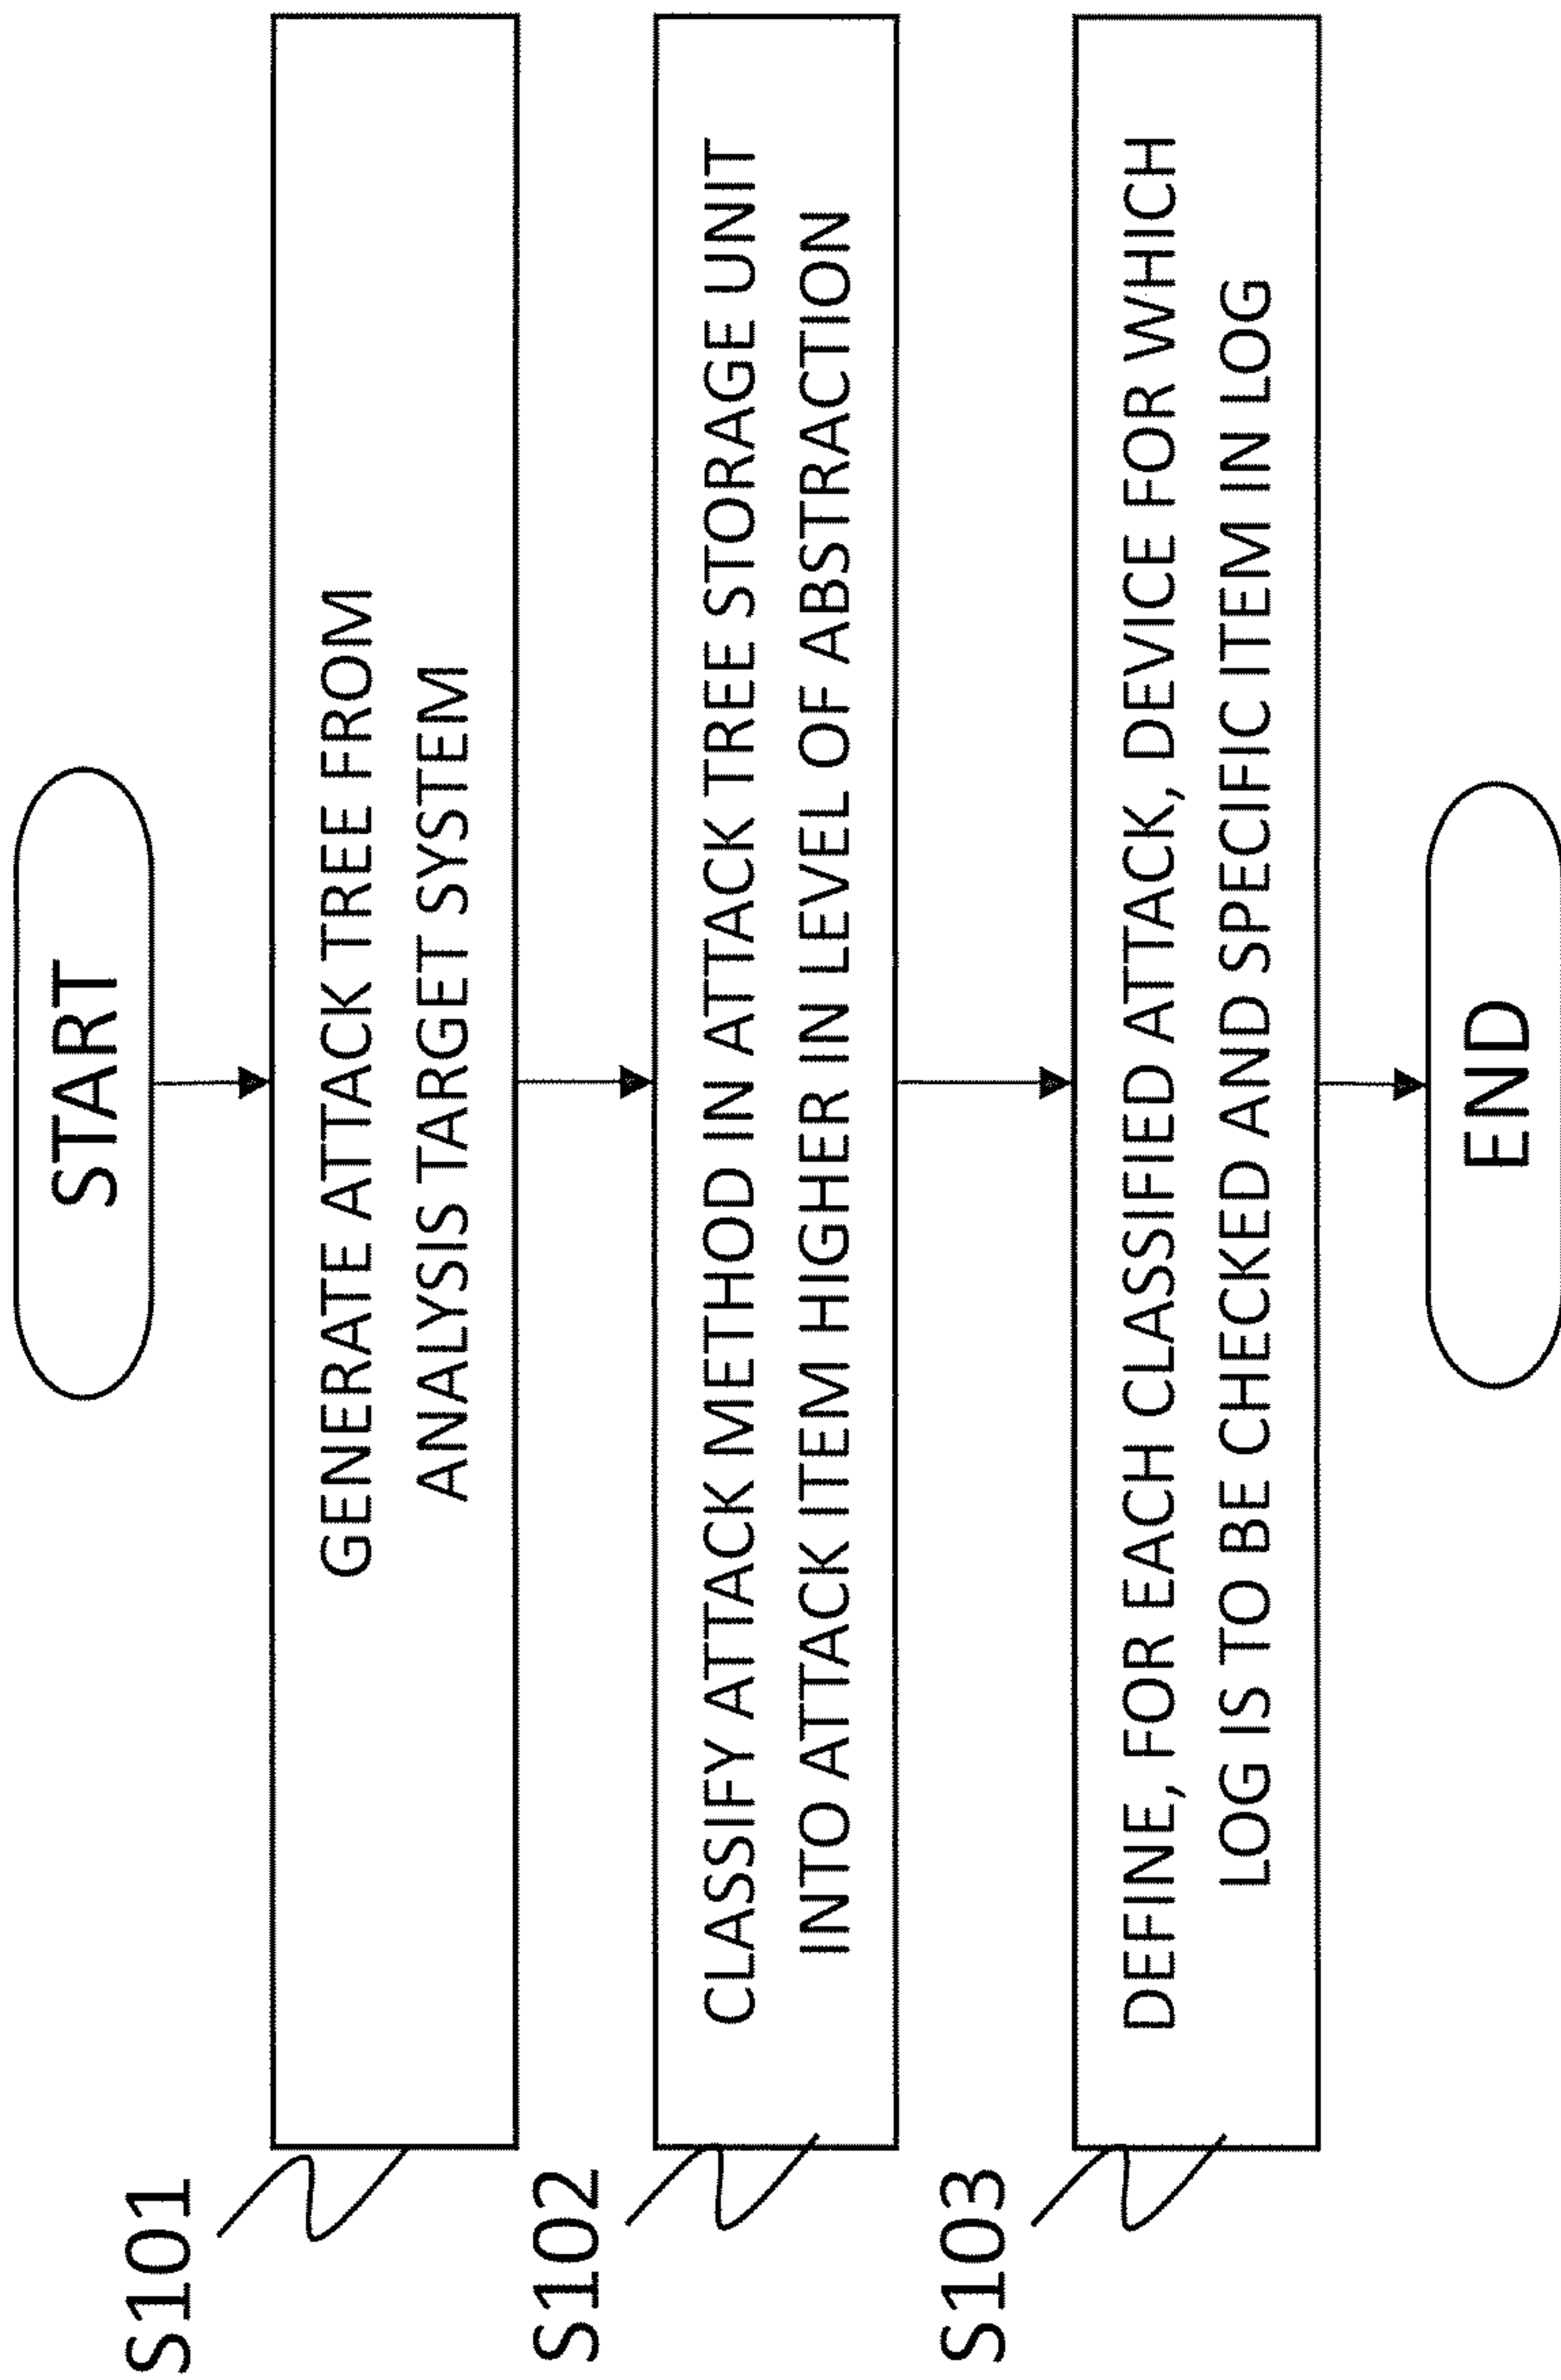 START
S101
GENERATE ATTACK TREE FROM
ANALYSIS TARGET SYSTEM
S102
CLASSIFY ATTACK METHOD IN ATTACK TREE STORAGE UNIT
INTO ATTACK ITEM HIGHER IN LEVEL OF ABSTRACTION
S103
DEFINE, FOR EACH CLASSIFIED ATTACK, DEVICE FOR WHICH
LOG IS TO BE CHECKED AND SPECIFIC ITEM IN LOG
END